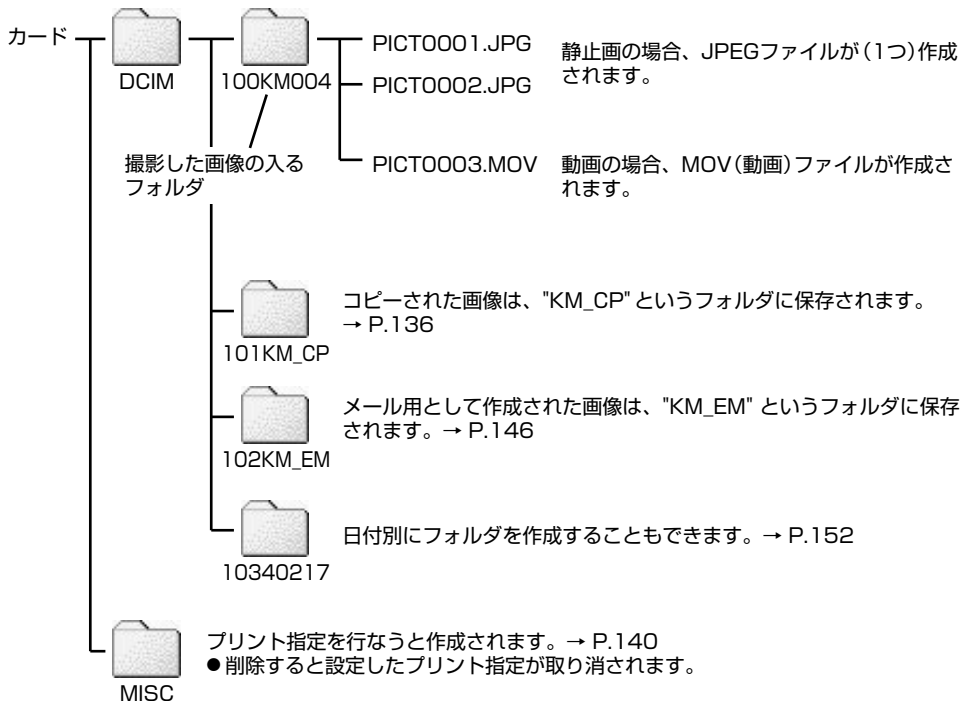 カード
DCIM
100KM004
PICT0001.JPG
静止画の場合、JPEGファイルが(1つ)作成
されます。
PICT0002.JPG
撮影した画像の入る
フォルダ
PICT0003.MOV
動画の場合、MOV(動画)ファイルが作成さ
れます。
101KM_CP
コピーされた画像は、"KM_CP"というフォルダに保存されます。
→ P.136
102KM_EM
メール用として作成された画像は、"KM_EM" というフォルダに保存
されます。→ P.146
10340217
日付別にフォルダを作成することもできます。→ P.152
MISC
プリント指定を行なうと作成されます。→ P.140
●削除すると設定したプリント指定が取り消されます。